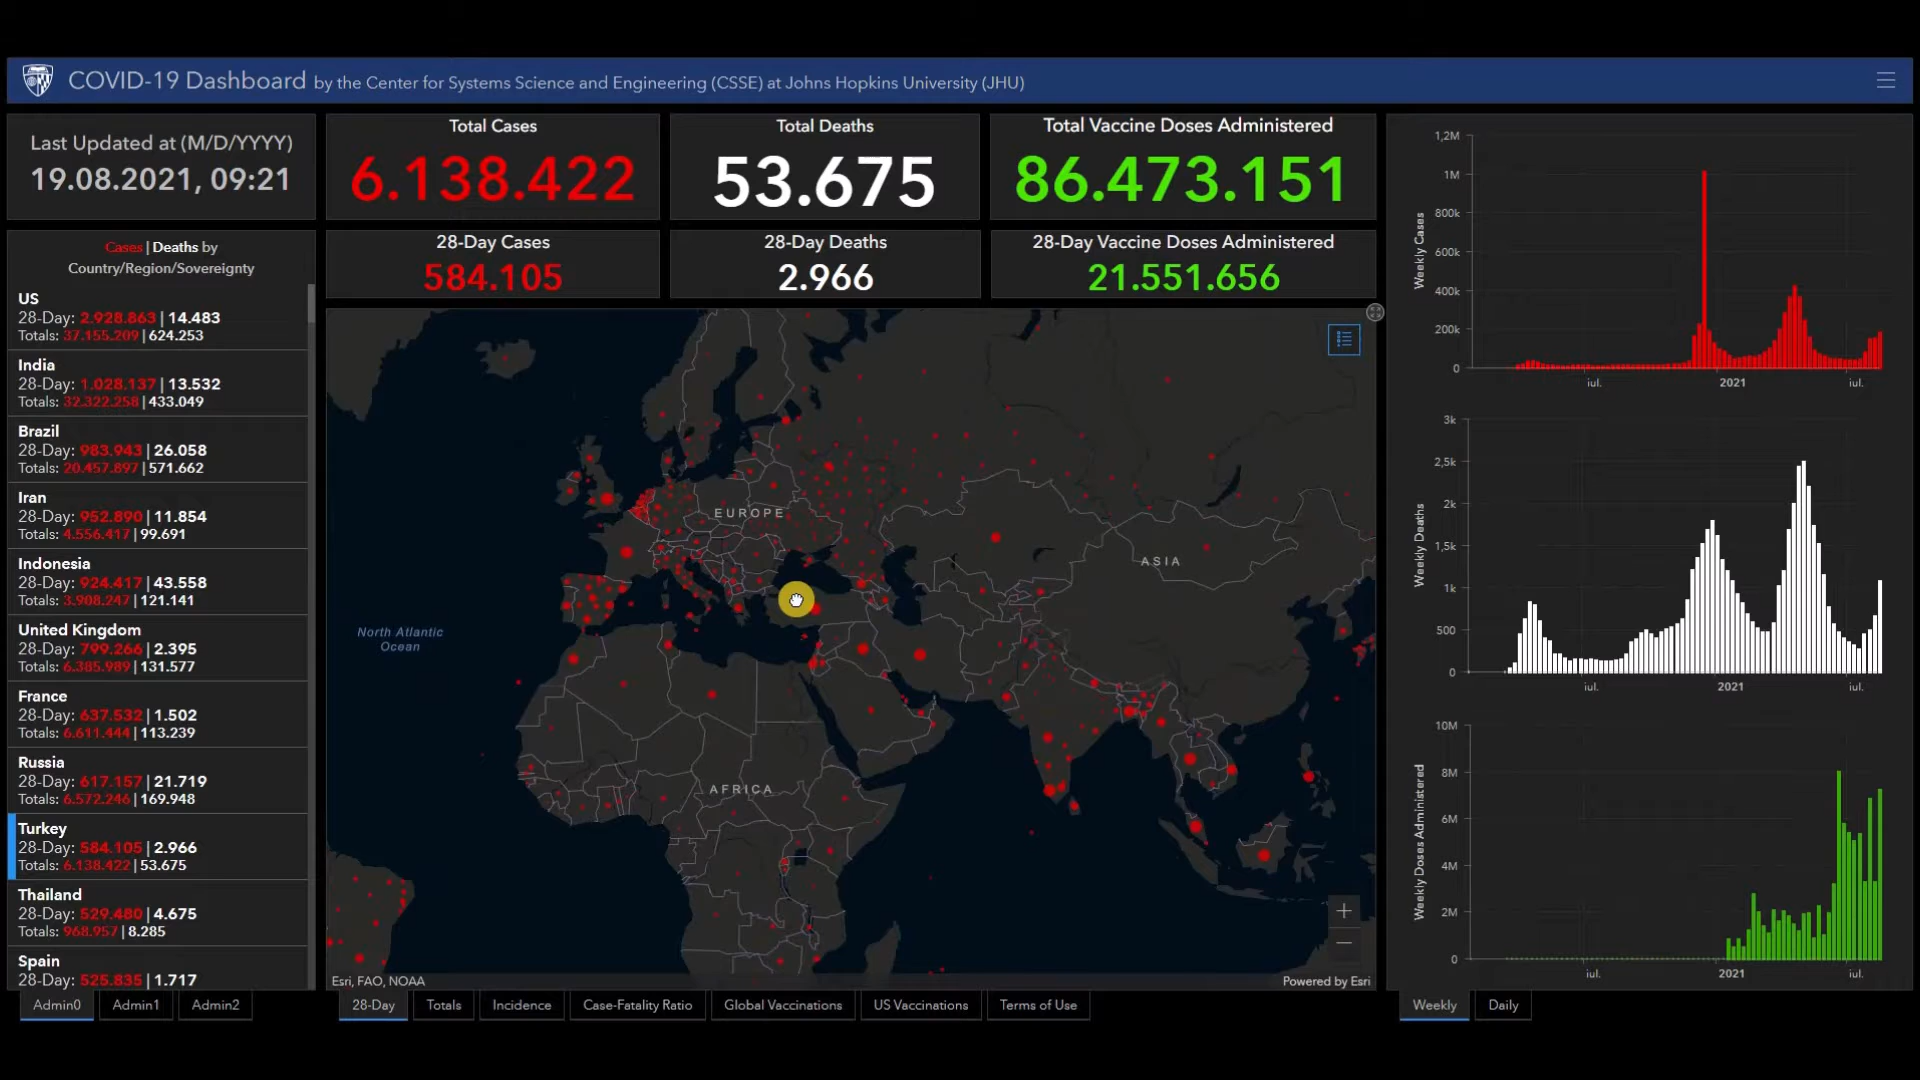 COVID-19 Dashboard by the Center for Systems Science and Engineering (CSSE) at Johns Hopkins University (JHU)
Last Updated at (M/D/YYYY)
19.08.2021, 09:21
Cases | Deaths by
Country/Region/Sovereignty
US
28-Day: 2.928.863 | 14.483
Totals: 37.155.209 | 624.253
India
28-Day: 1.028.137 | 13.532
Totals: 32.322.258 | 433.049
Brazil
28-Day: 983.943 | 26.058
Totals: 20.457.897 | 571.662
Iran
28-Day: 952.890 | 11.854
Totals: 4.556.417 | 99.691
Indonesia
28-Day: 924.417 | 43.558
Totals: 3.908.247 | 121.141
United Kingdom
28-Day: 799.266 | 2.395
Totals: 6.385.989 | 131.577
France
28-Day: 637.532 | 1.502
Totals: 6.611.444 | 113.239
Russia
28-Day: 617.157 | 21.719
Totals: 6.572.246 | 169.948
Turkey
28-Day: 584.105 | 2.966
Totals: 6.138.422 | 53.675
Thailand
28-Day: 529.480 | 4.675
Totals: 968.957 | 8.285
Spain
28-Day: 525.835 | 1.717
Admin0
Admin1
Admin2
Total Cases
6.138.422
Total Deaths
53.675
Total Vaccine Doses Administered
86.473.151
28-Day Cases
584.105
28-Day Deaths
2.966
28-Day Vaccine Doses Administered
21.551.656
EUROPE
ASIA
North Atlantic
Ocean
AFRICA
+
−
Esri, FAO, NOAA
Powered by Esri
28-Day
Totals
Incidence
Case-Fatality Ratio
Global Vaccinations
US Vaccinations
Terms of Use
Weekly Cases
1,2M
1M
800k
600k
400k
200k
0
iul.
2021
iul.
Weekly Deaths
3k
2,5k
2k
1,5k
1k
500
0
iul.
2021
iul.
Weekly Doses Administered
10M
8M
6M
4M
2M
0
iul.
2021
iul.
Weekly
Daily